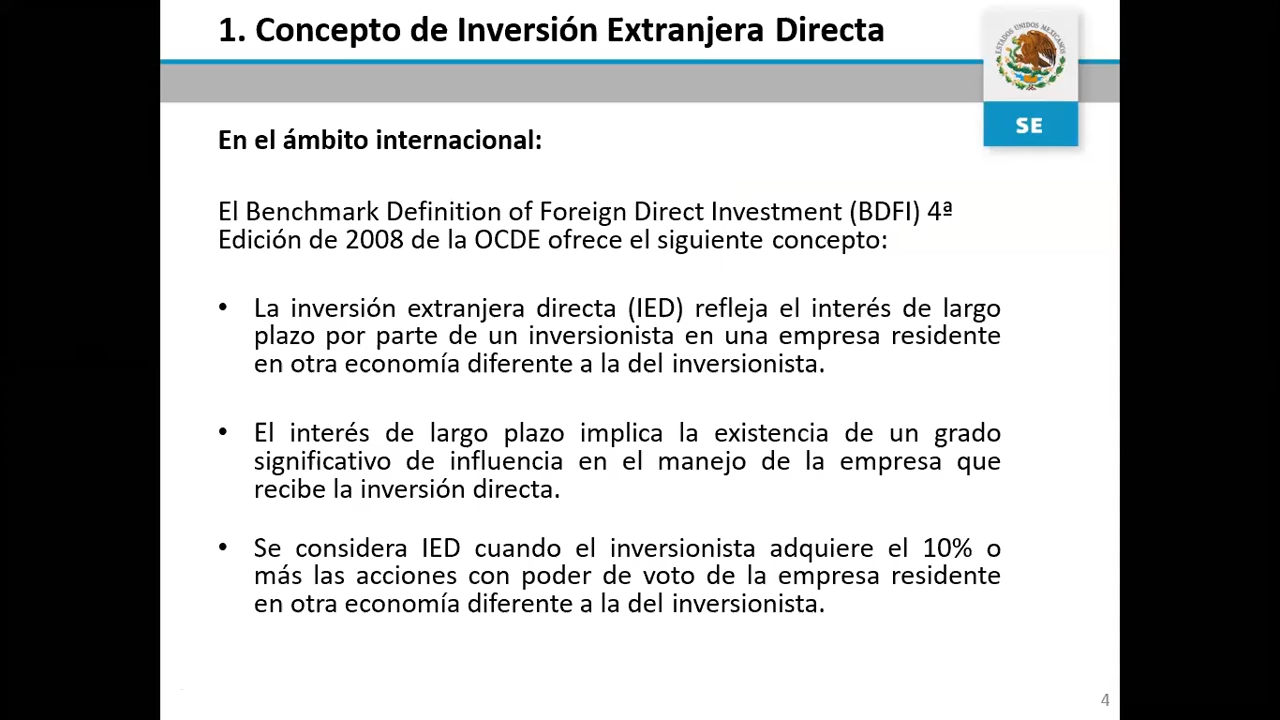 1. Concepto de Inversión Extranjera Directa
ESTADOS UNIDOS MEXICANOS
SE
En el ámbito internacional:
El Benchmark Definition of Foreign Direct Investment (BDFI) 4ª
Edición de 2008 de la OCDE ofrece el siguiente concepto:
• La inversión extranjera directa (IED) refleja el interés de largo
plazo por parte de un inversionista en una empresa residente
en otra economía diferente a la del inversionista.
• El interés de largo plazo implica la existencia de un grado
significativo de influencia en el manejo de la empresa que
recibe la inversión directa.
• Se considera IED cuando el inversionista adquiere el 10% o
más las acciones con poder de voto de la empresa residente
en otra economía diferente a la del inversionista.
4